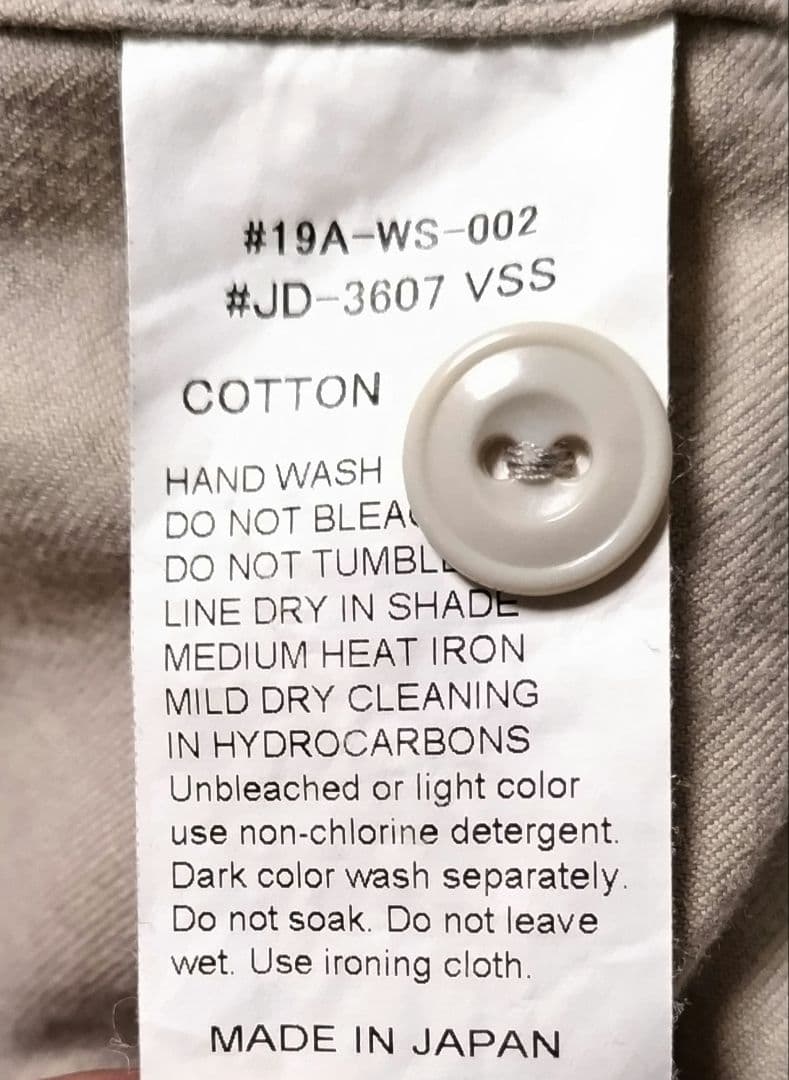 #19A-WS-002
#JD-3607 VSS
COTTON
HAND WASH
DO NOT
DO NOT
LINE DRY IN SHADE
MEDIUM HEAT IRON
MILD DRY CLEANING
IN HYDROCARBONS
Unbleached or light color
use non-chlorine detergent.
Dark color wash separately.
Do not soak. Do not leave
wet. Use ironing cloth.
MADE IN JAPAN